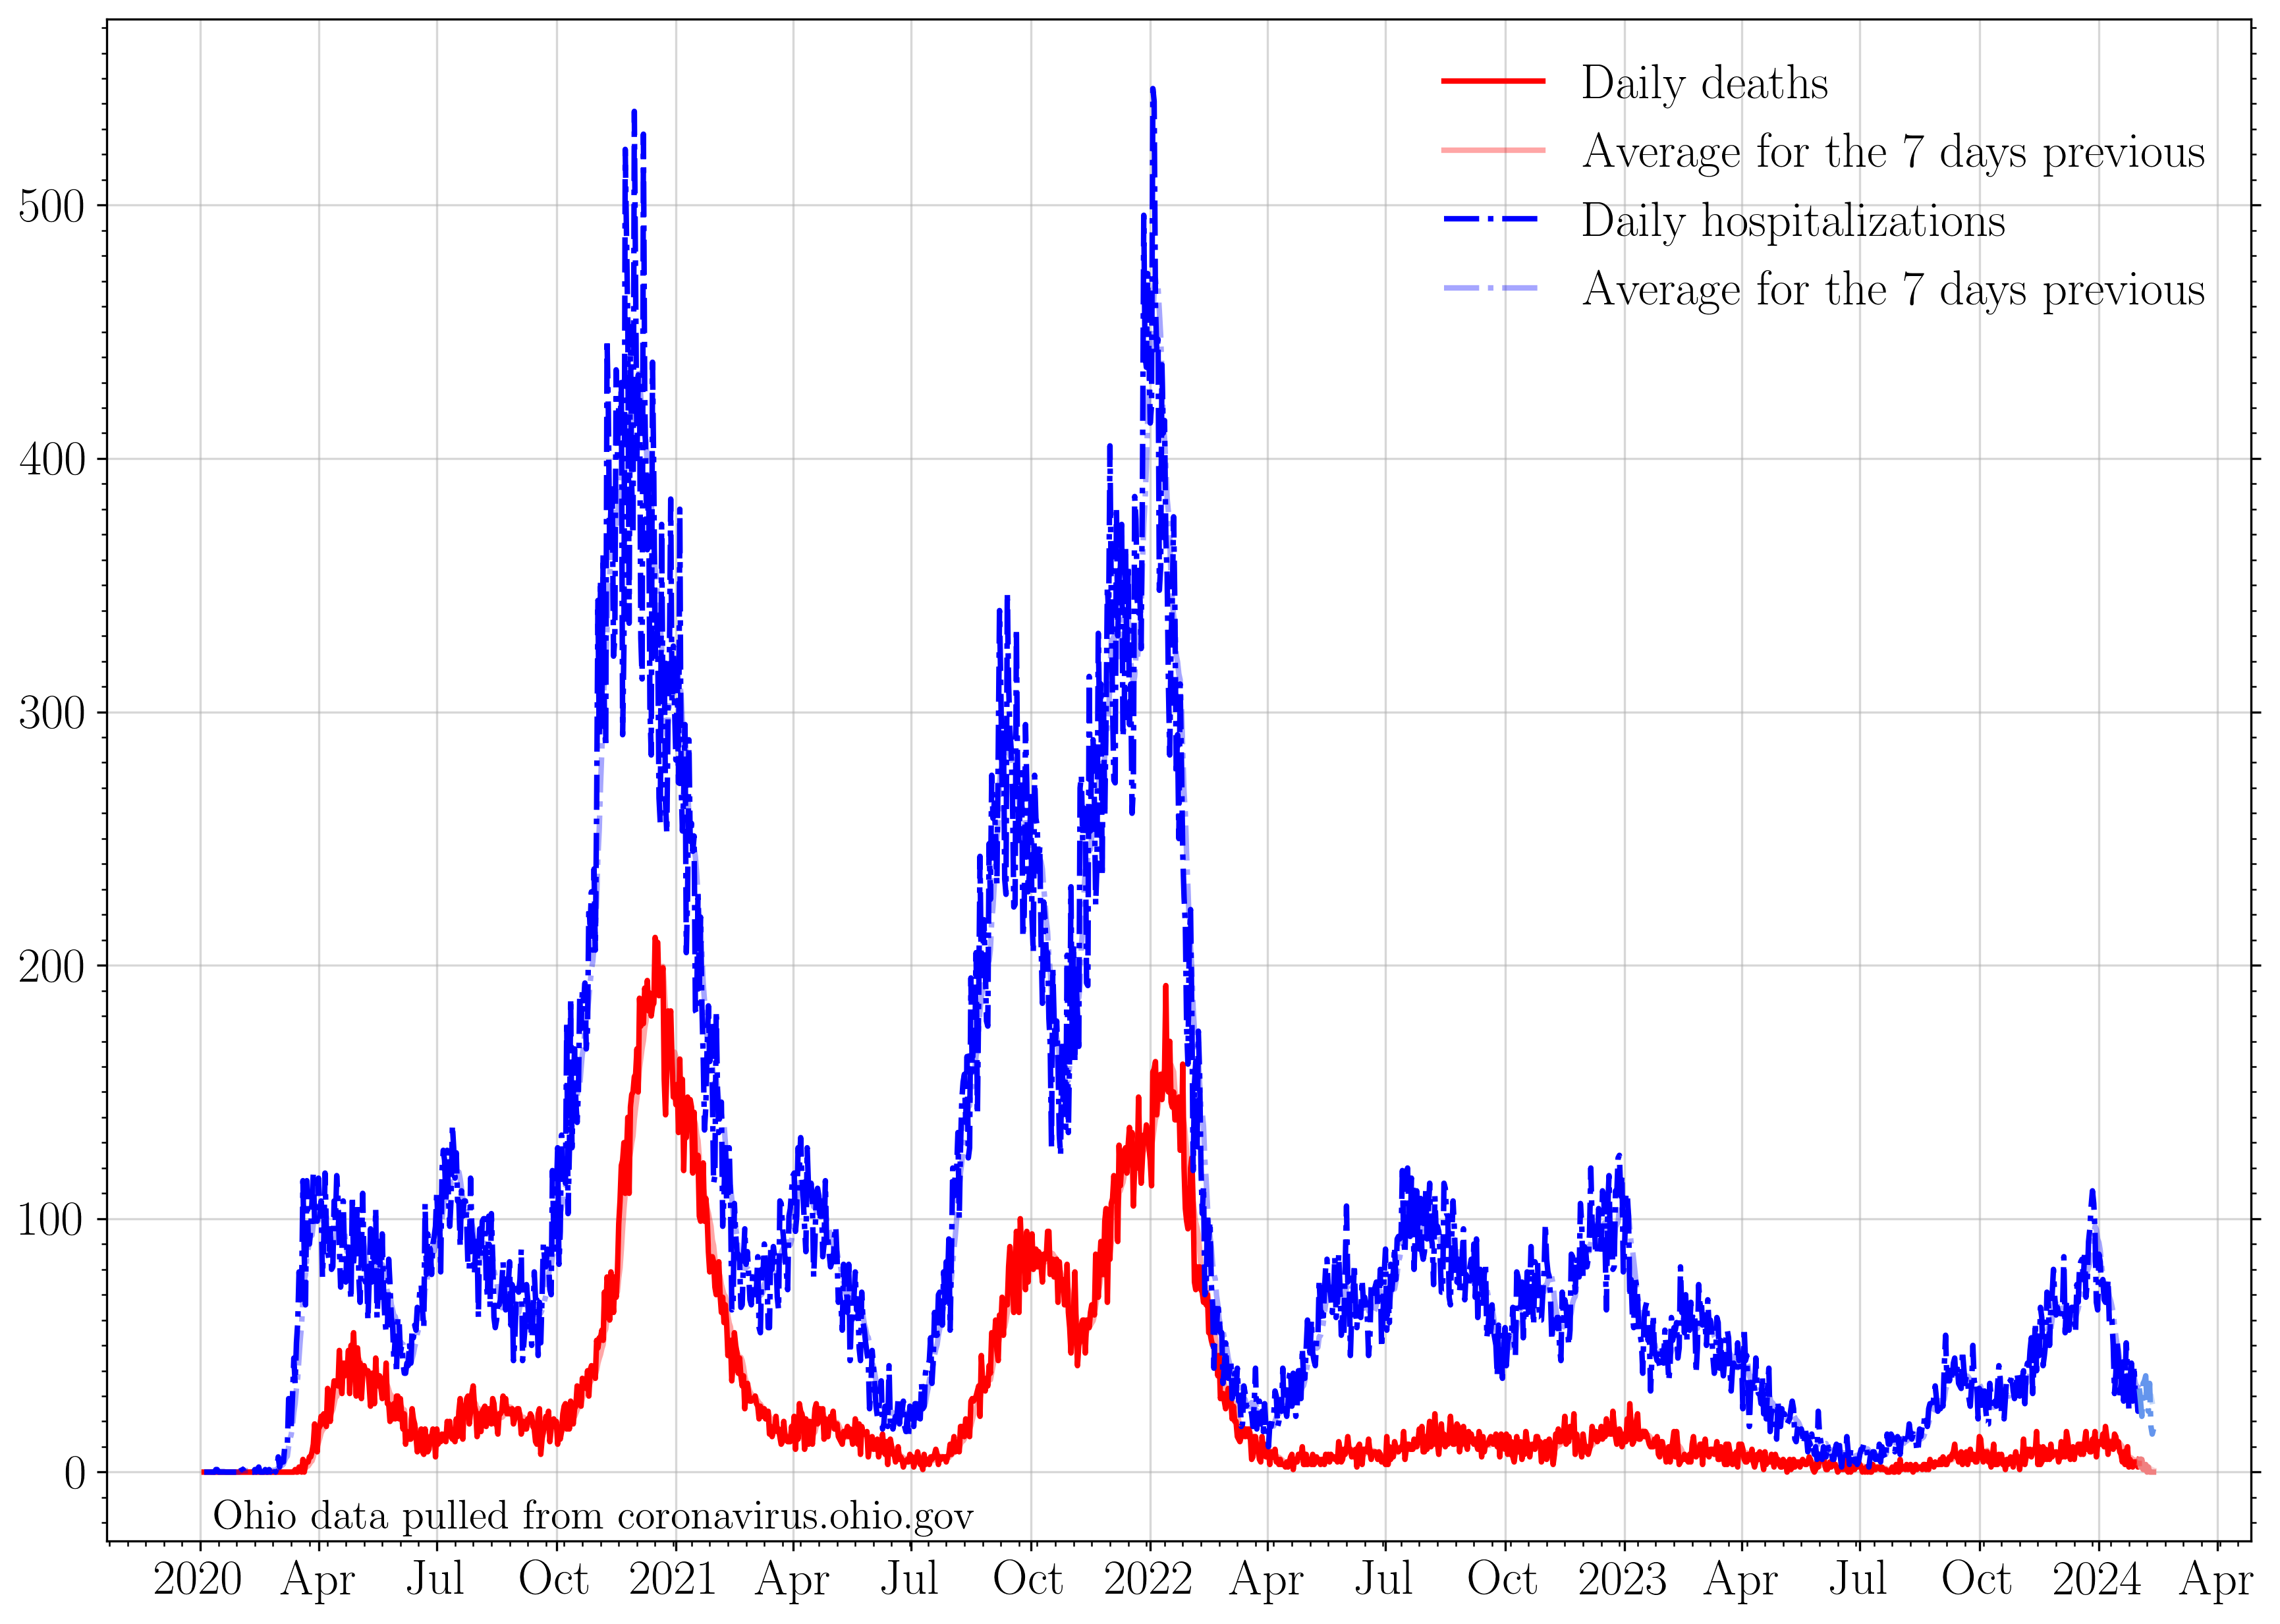 Daily deaths
Average for the 7 days previous
Daily hospitalizations
Average for the 7 days previous
500
400
300
200
100
0
Ohio data pulled from coronavirus.ohio.gov
2020 Apr Jul Oct 2021 Apr Jul Oct 2022 Apr Jul Oct 2023 Apr Jul Oct 2024 Apr